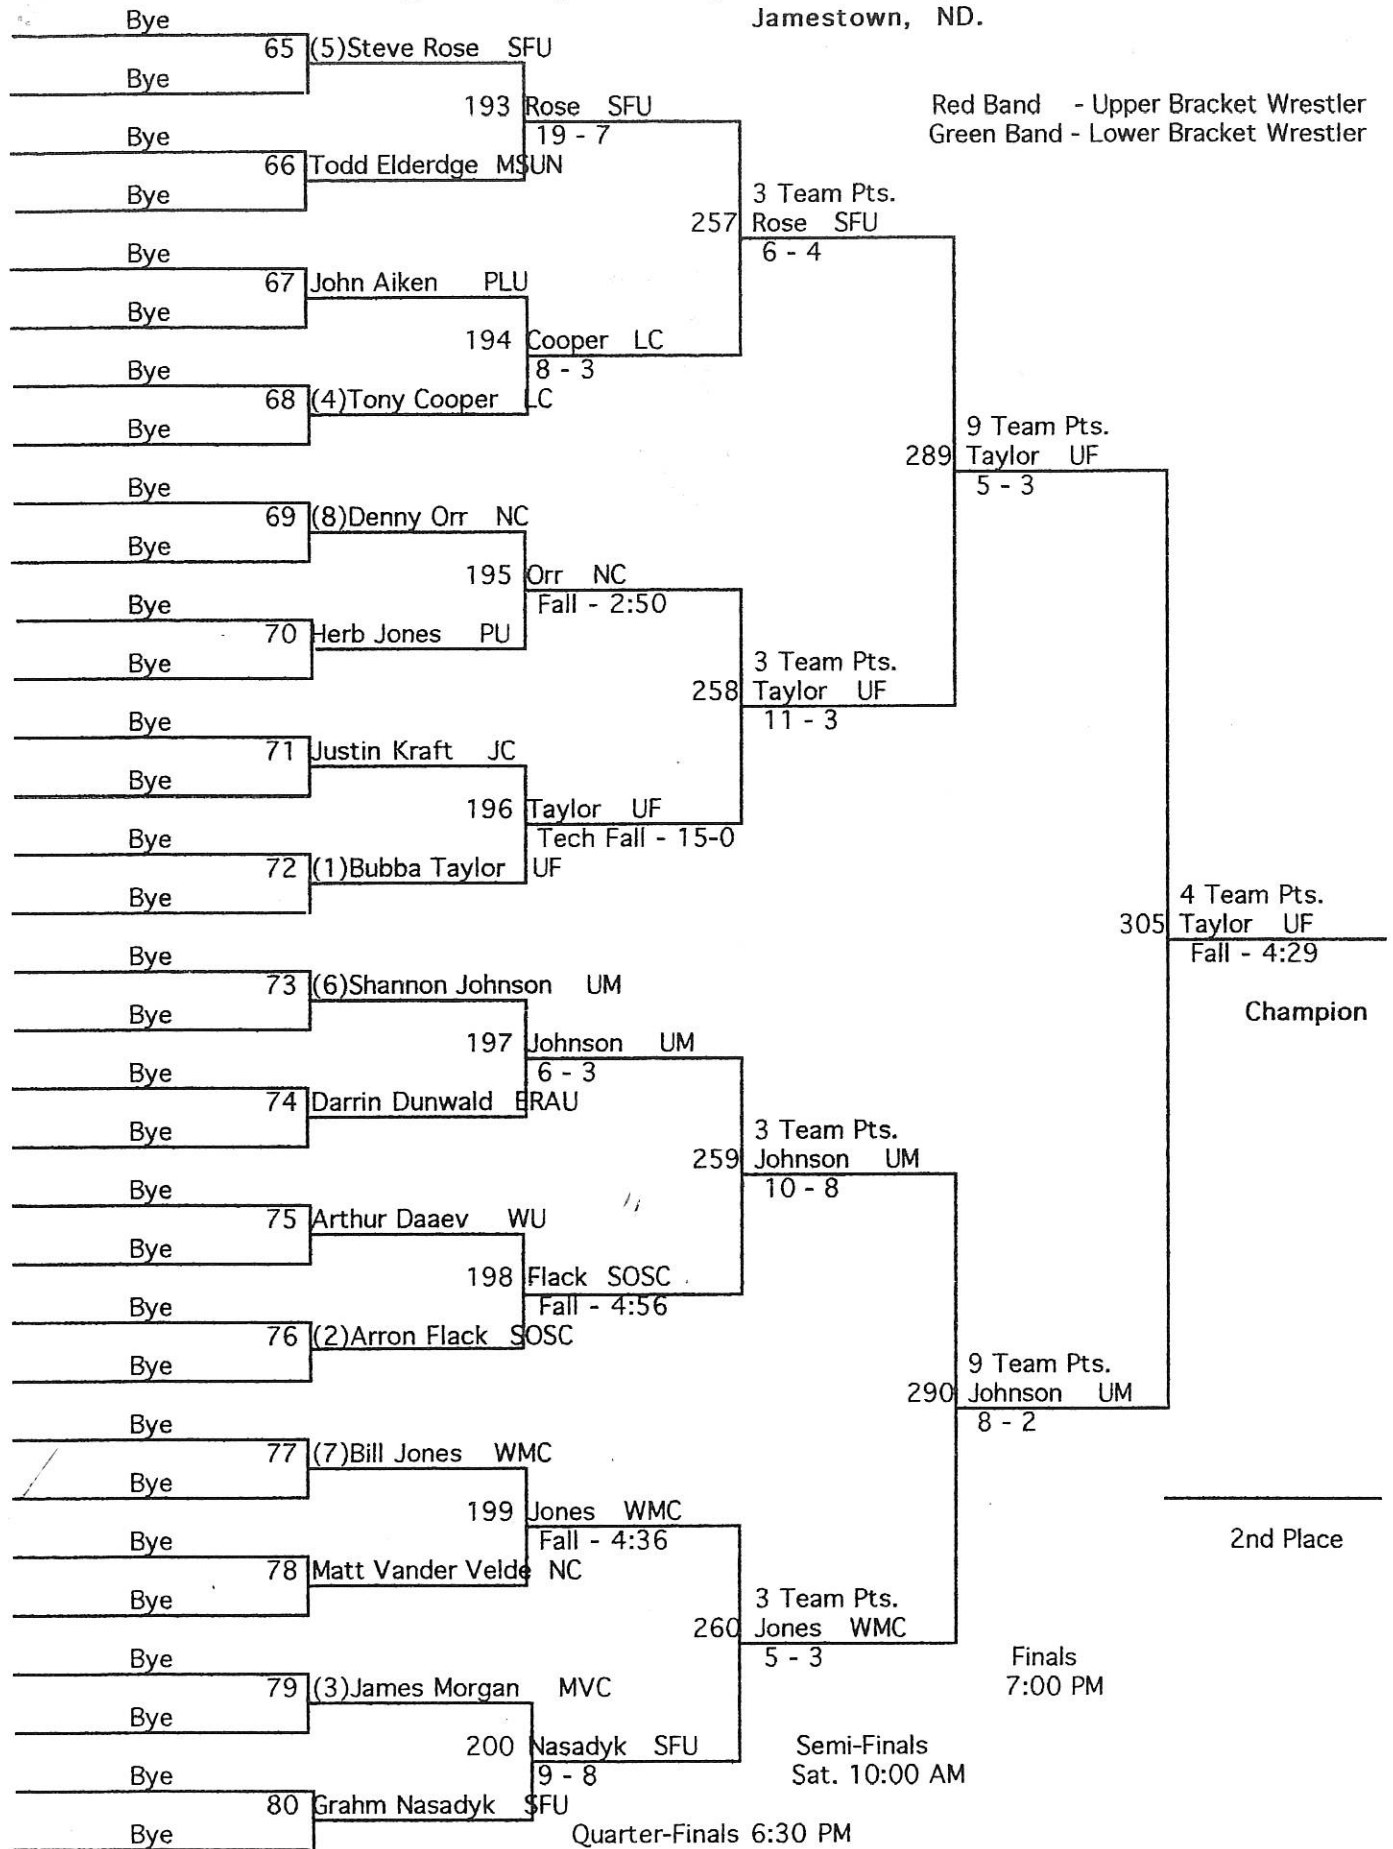 Jamestown, ND.
Red Band - Upper Bracket Wrestler
Green Band - Lower Bracket Wrestler
Bye
65 (5)Steve Rose SFU
Bye
193 Rose SFU
19 - 7
Bye
66 Todd Elderdge MSUN
Bye
3 Team Pts.
257 Rose SFU
6 - 4
Bye
67 John Aiken PLU
Bye
194 Cooper LC
8 - 3
Bye
68 (4)Tony Cooper LC
Bye
9 Team Pts.
289 Taylor UF
5 - 3
Bye
69 (8)Denny Orr NC
Bye
195 Orr NC
Fall - 2:50
Bye
70 Herb Jones PU
Bye
3 Team Pts.
258 Taylor UF
11 - 3
Bye
71 Justin Kraft JC
Bye
196 Taylor UF
Tech Fall - 15-0
Bye
72 (1)Bubba Taylor UF
Bye
4 Team Pts.
305 Taylor UF
Fall - 4:29
Champion
Bye
73 (6)Shannon Johnson UM
Bye
197 Johnson UM
6 - 3
Bye
74 Darrin Dunwald ERAU
Bye
3 Team Pts.
259 Johnson UM
10 - 8
Bye
75 Arthur Daaev WU
Bye
198 Flack SOSC
Fall - 4:56
Bye
76 (2)Arron Flack SOSC
Bye
9 Team Pts.
290 Johnson UM
8 - 2
Bye
77 (7)Bill Jones WMC
Bye
199 Jones WMC
Fall - 4:36
Bye
78 Matt Vander Velde NC
Bye
2nd Place
3 Team Pts.
260 Jones WMC
5 - 3
Bye
79 (3)James Morgan MVC
Bye
200 Nasadyk SFU
9 - 8
Bye
80 Grahm Nasadyk SFU
Bye
Finals
7:00 PM
Semi-Finals
Sat. 10:00 AM
Quarter-Finals 6:30 PM